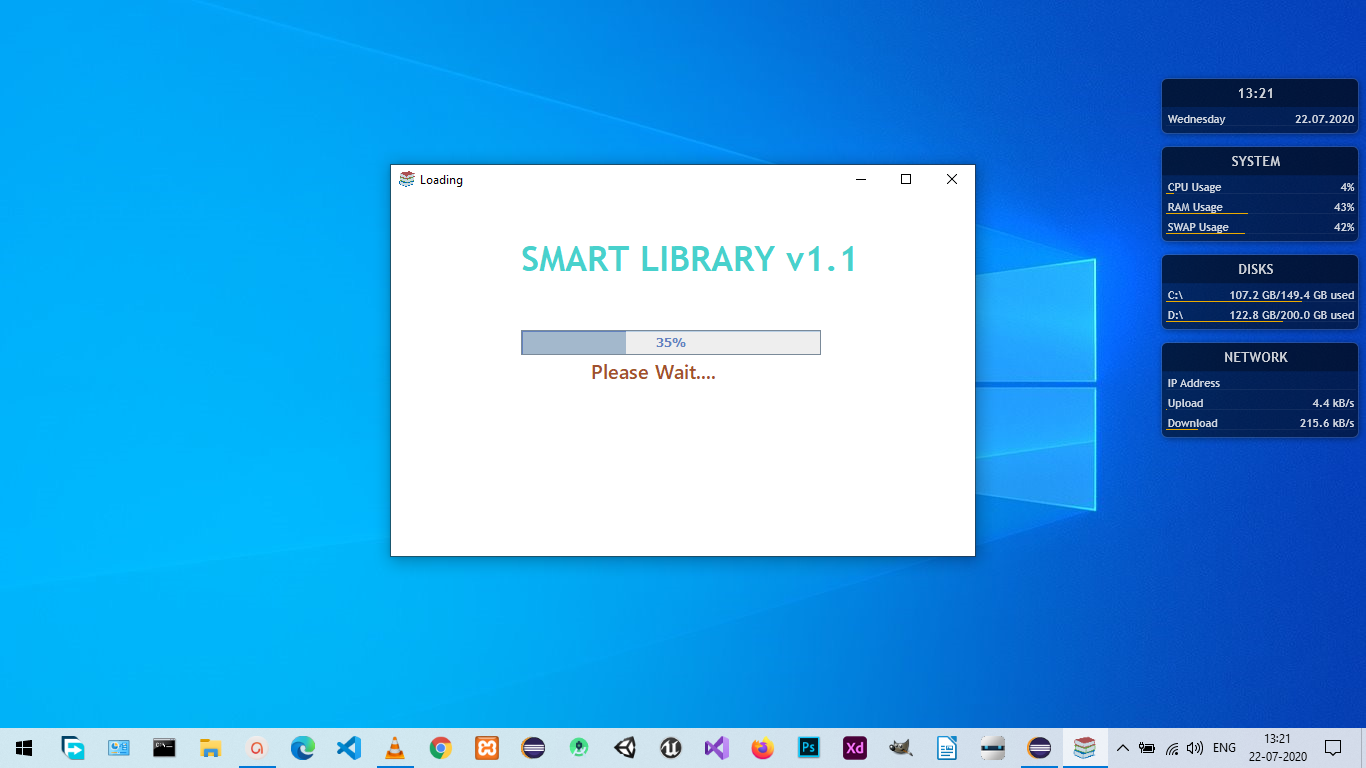 Loading
SMART LIBRARY v1.1
35%
Please Wait....
13:21
Wednesday 22.07.2020
SYSTEM
CPU Usage 4%
RAM Usage 43%
SWAP Usage 42%
DISKS
C:\ 107.2 GB/149.4 GB used
D:\ 122.8 GB/200.0 GB used
NETWORK
IP Address
Upload 4.4 kB/s
Download 215.6 kB/s
Ps
Xd
ENG
13:21
22-07-2020